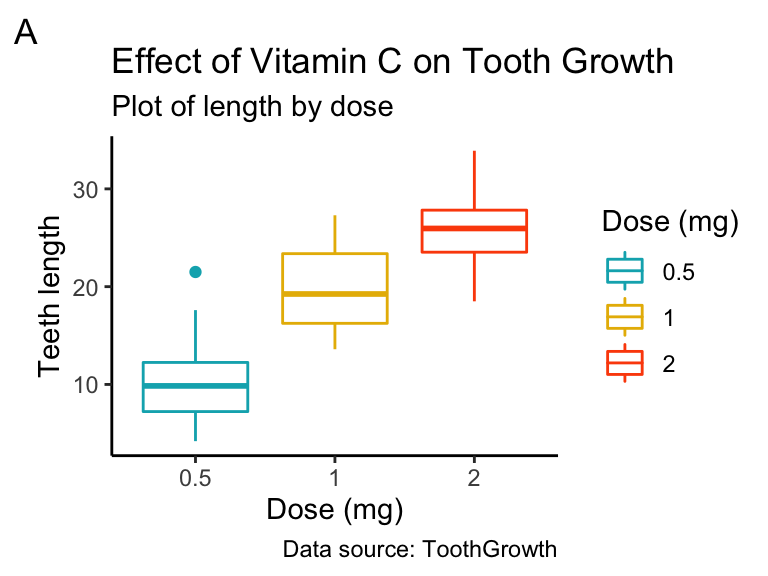 A
Effect of Vitamin C on Tooth Growth
Plot of length by dose
Teeth length
30
20
10
0.5
1
2
Dose (mg)
Dose (mg)
0.5
1
2
Data source: ToothGrowth